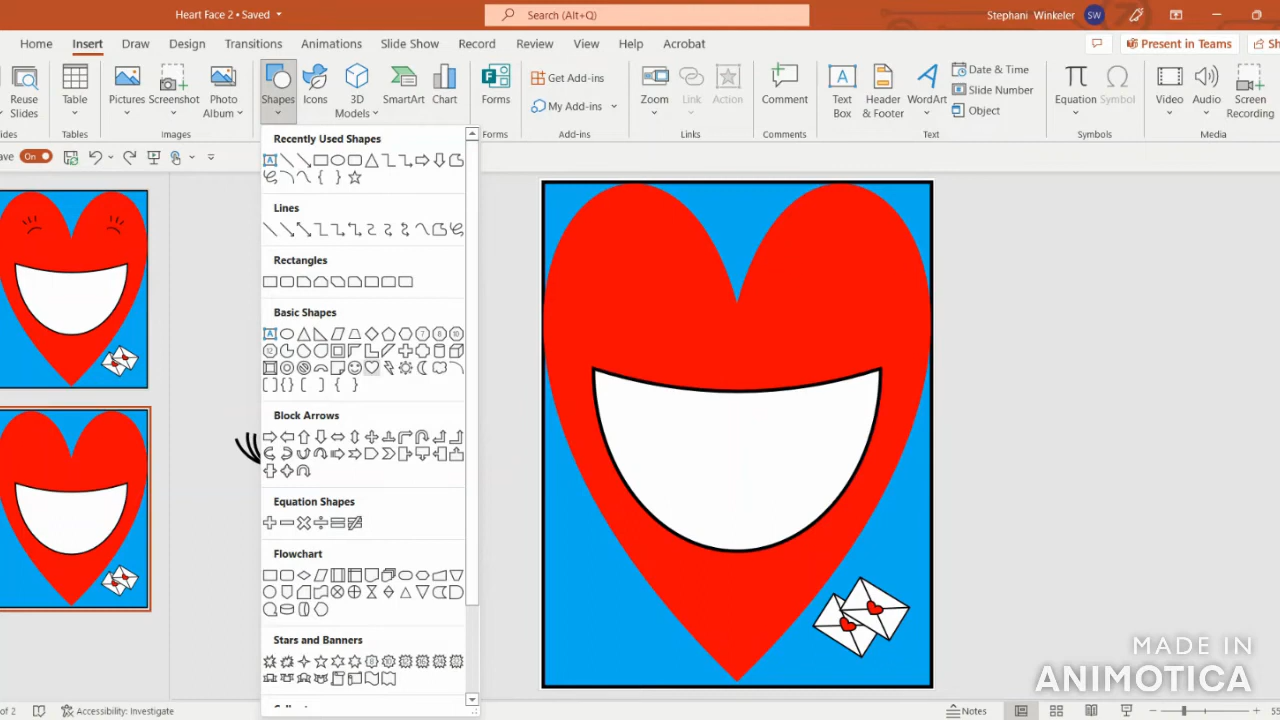 Heart Face 2 • Saved
Search (Alt+Q)
Stephani Winkeler SW
Home Insert Draw Design Transitions Animations Slide Show Record Review View Help Acrobat
Present in Teams
Reuse Slides
Table
Pictures
Screenshot
Photo Album
Shapes
Icons
3D Models
SmartArt
Chart
Forms
Get Add-ins
My Add-ins
Zoom
Link
Action
Comment
Text Box
Header & Footer
WordArt
Date & Time
Slide Number
Object
Equation
Symbol
Video
Audio
Screen Recording
Tables
Images
Forms
Add-ins
Links
Comments
Text
Symbols
Media
On
Recently Used Shapes
Lines
Rectangles
Basic Shapes
Block Arrows
Equation Shapes
Flowchart
Stars and Banners
MADE IN
ANIMOTICA
of 2
Accessibility: Investigate
Notes